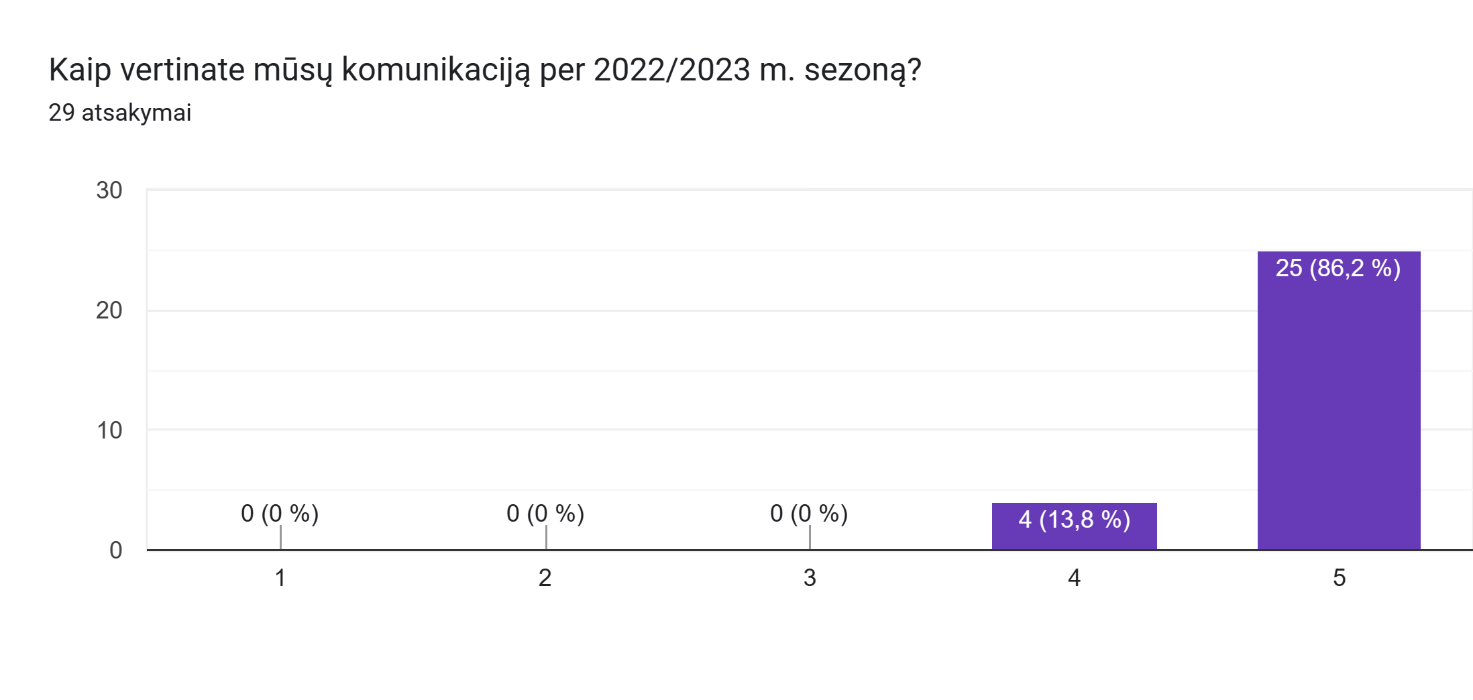 Kaip vertinate mūsų komunikaciją per 2022/2023 m. sezoną?
29 atsakymai
30
20
10
0
0 (0 %)
0 (0 %)
0 (0 %)
4 (13,8 %)
25 (86,2 %)
1
2
3
4
5